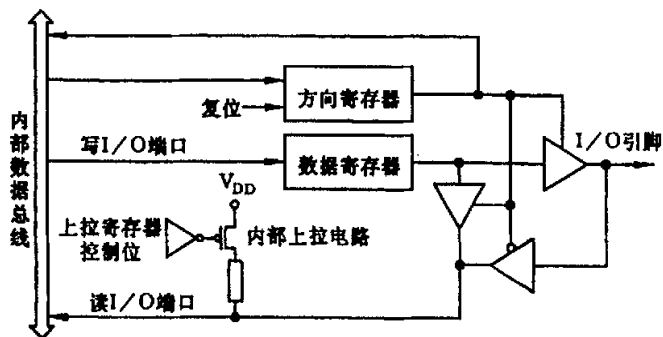 方向寄存器
复位
I/O引脚
写I/O端口
数据寄存器
V_DD
上拉寄存器
控制位
内部上拉电路
读I/O端口
内部数据总线